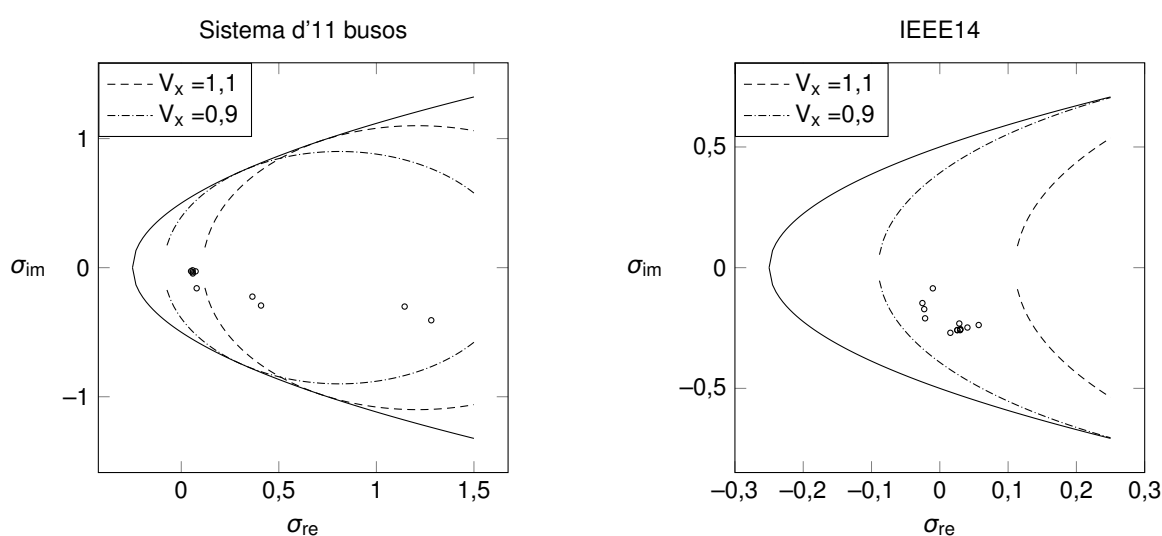 Sistema d'11 busos
V_x =1,1
V_x =0,9
1
0
−1
σ_im
0
0,5
1
1,5
σ_re
IEEE14
V_x =1,1
V_x =0,9
0,5
0
−0,5
σ_im
−0,3
−0,2
−0,1
0
0,1
0,2
0,3
σ_re